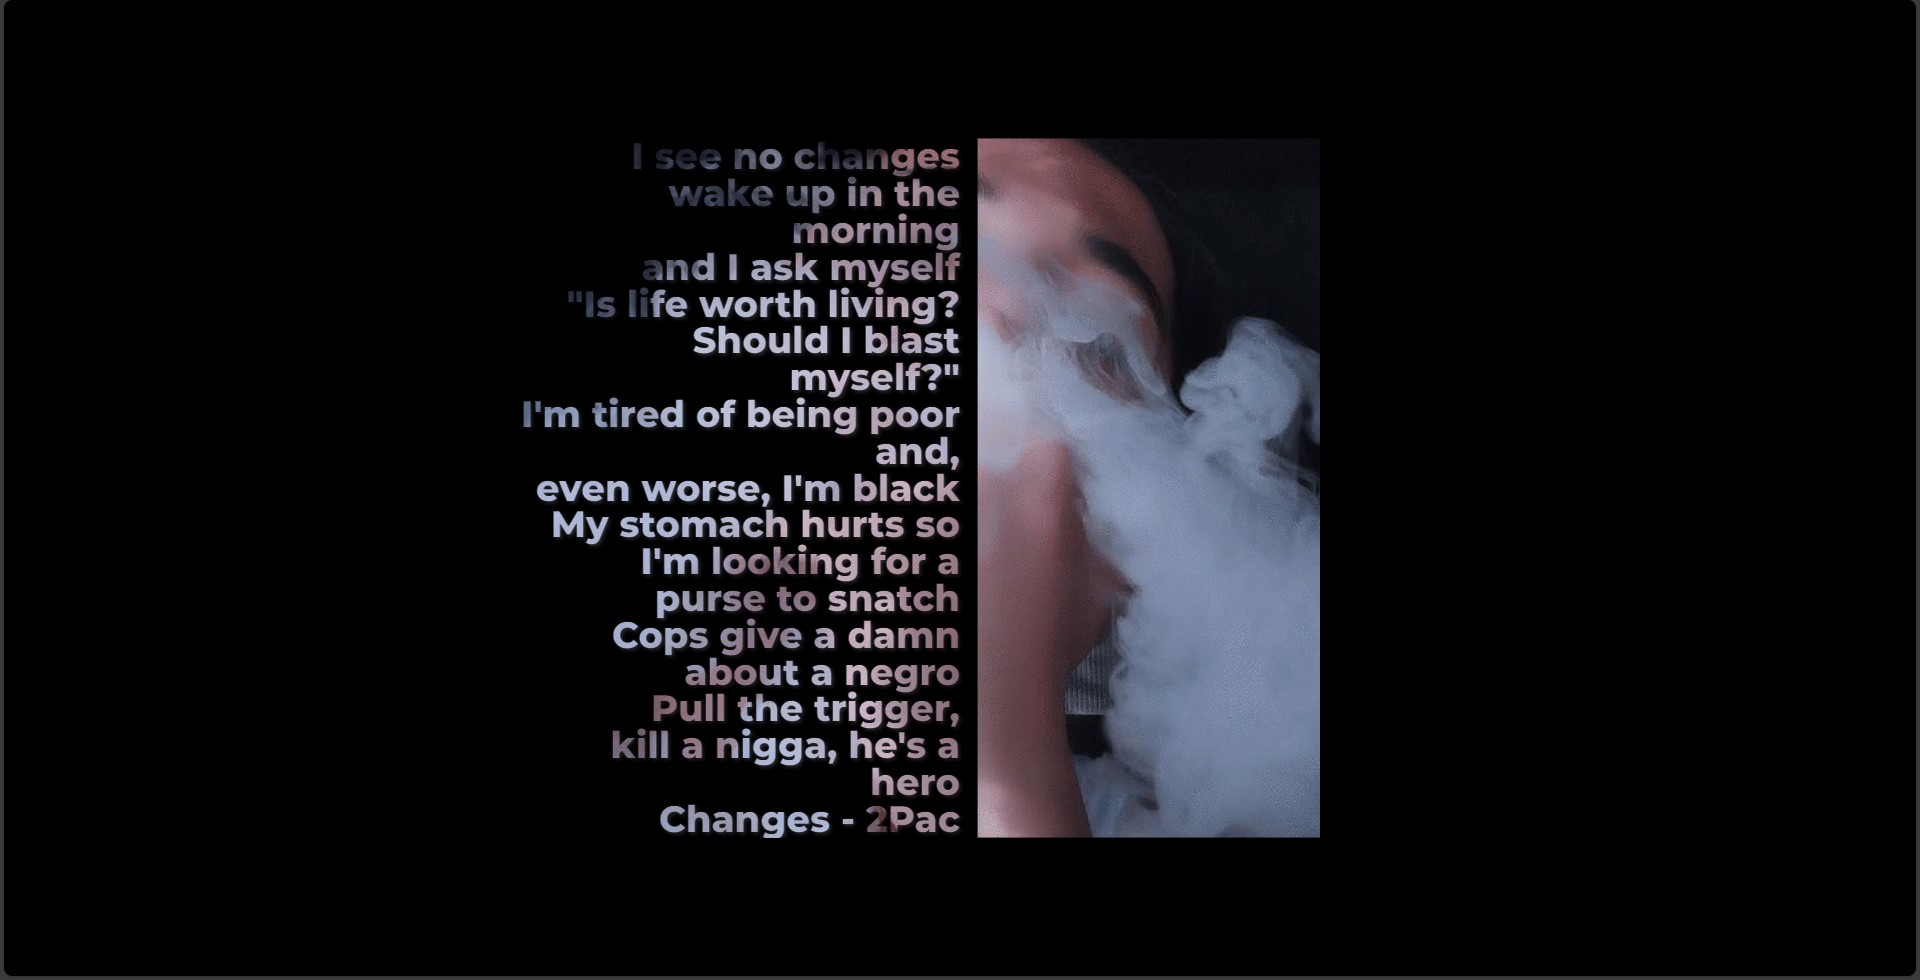 I see no changes
wake up in the
morning
and I ask myself
"Is life worth living?
Should I blast
myself?"
I'm tired of being poor
and,
even worse, I'm black
My stomach hurts so
I'm looking for a
purse to snatch
Cops give a damn
about a negro
Pull the trigger,
kill a nigga, he's a
hero
Changes - 2Pac